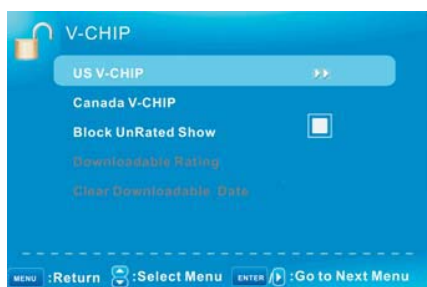 V-CHIP
US V-CHIP
Canada V-CHIP
Block UnRated Show
Downloadable Rating
Clear Downloadable Date
MENU :Return :Select Menu ENTER / :Go to Next Menu